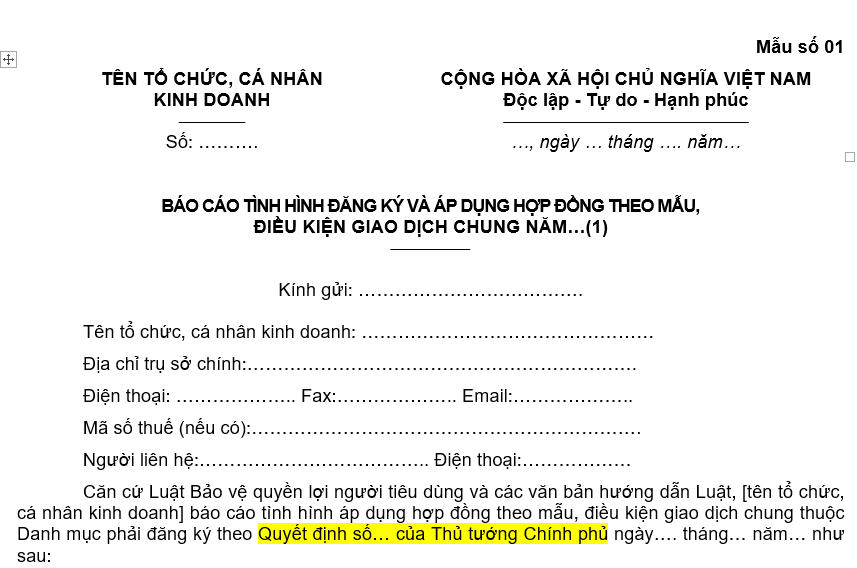 Mẫu số 01
TÊN TỔ CHỨC, CÁ NHÂN
KINH DOANH
Số: ……….
CỘNG HÒA XÃ HỘI CHỦ NGHĨA VIỆT NAM
Độc lập - Tự do - Hạnh phúc
…, ngày … tháng …. năm…
BÁO CÁO TÌNH HÌNH ĐĂNG KÝ VÀ ÁP DỤNG HỢP ĐỒNG THEO MẪU,
ĐIỀU KIỆN GIAO DỊCH CHUNG NĂM…(1)
Kính gửi: ……………………………….
Tên tổ chức, cá nhân kinh doanh: …………………………………………
Địa chỉ trụ sở chính:……………………………………………………….
Điện thoại: ……………….. Fax:……………….. Email:………………..
Mã số thuế (nếu có):……………………………………………………….
Người liên hệ:……………………………….. Điện thoại:………………
Căn cứ Luật Bảo vệ quyền lợi người tiêu dùng và các văn bản hướng dẫn Luật, [tên tổ chức,
cá nhân kinh doanh] báo cáo tình hình áp dụng hợp đồng theo mẫu, điều kiện giao dịch chung thuộc
Danh mục phải đăng ký theo Quyết định số… của Thủ tướng Chính phủ ngày…. tháng… năm… như
sau: